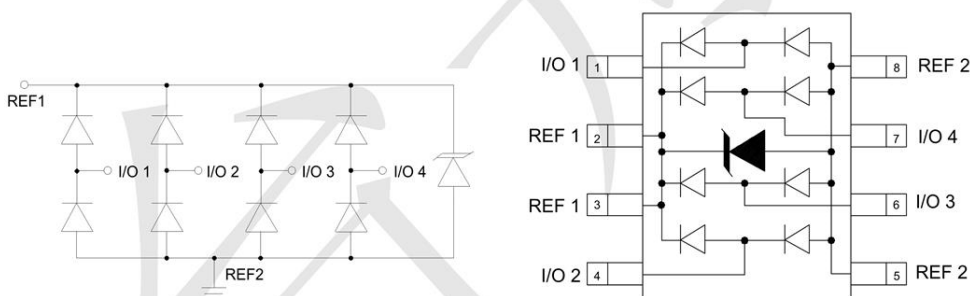 REF1
I/O 1
I/O 2
I/O 3
I/O 4
REF2
I/O 1 1
8 REF 2
REF 1 2
7 I/O 4
REF 1 3
6 I/O 3
I/O 2 4
5 REF 2